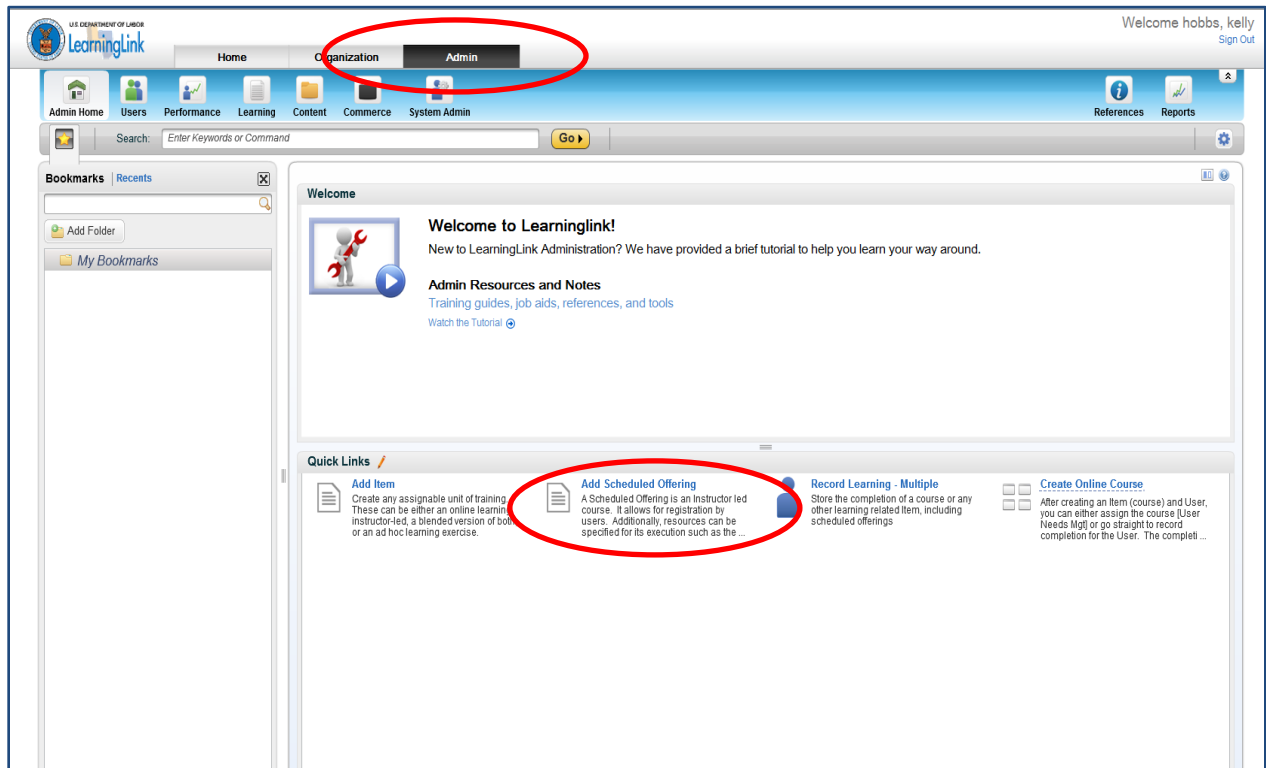 U.S. DEPARTMENT OF LABOR
LearningLink
Welcome hobbs, kelly
Sign Out
Home Organization Admin
Admin Home Users Performance Learning Content Commerce System Admin References Reports
Search: Enter Keywords or Command Go
Bookmarks Recents
Add Folder
My Bookmarks
Welcome
Welcome to Learninglink!
New to LearningLink Administration? We have provided a brief tutorial to help you learn your way around.
Admin Resources and Notes
Training guides, job aids, references, and tools
Watch the Tutorial
Quick Links
Add Item
Create any assignable unit of training.
These can be either an online learning
instructor-led, a blended version of both
or an ad hoc learning exercise.
Add Scheduled Offering
A Scheduled Offering is an Instructor led
course. It allows for registration by
users. Additionally, resources can be
specified for its execution such as the ...
Record Learning - Multiple
Store the completion of a course or any
other learning related Item, including
scheduled offerings
Create Online Course
After creating an Item (course) and User,
you can either assign the course [User
Needs Mgt] or go straight to record
completion for the User. The completi ...